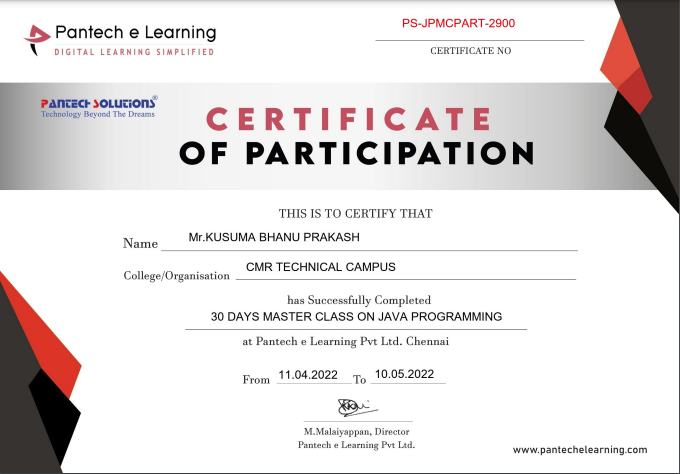 Pantech e Learning
DIGITAL LEARNING SIMPLIFIED
PS-JPMCPART-2900
CERTIFICATE NO
PANTECH SOLUTIONS®
Technology Beyond The Dreams
CERTIFICATE
OF PARTICIPATION
THIS IS TO CERTIFY THAT
Name Mr.KUSUMA BHANU PRAKASH
College/Organisation CMR TECHNICAL CAMPUS
has Successfully Completed
30 DAYS MASTER CLASS ON JAVA PROGRAMMING
at Pantech e Learning Pvt Ltd. Chennai
From 11.04.2022 To 10.05.2022
M.Malaiyappan, Director
Pantech e Learning Pvt Ltd.
www.pantechelearning.com